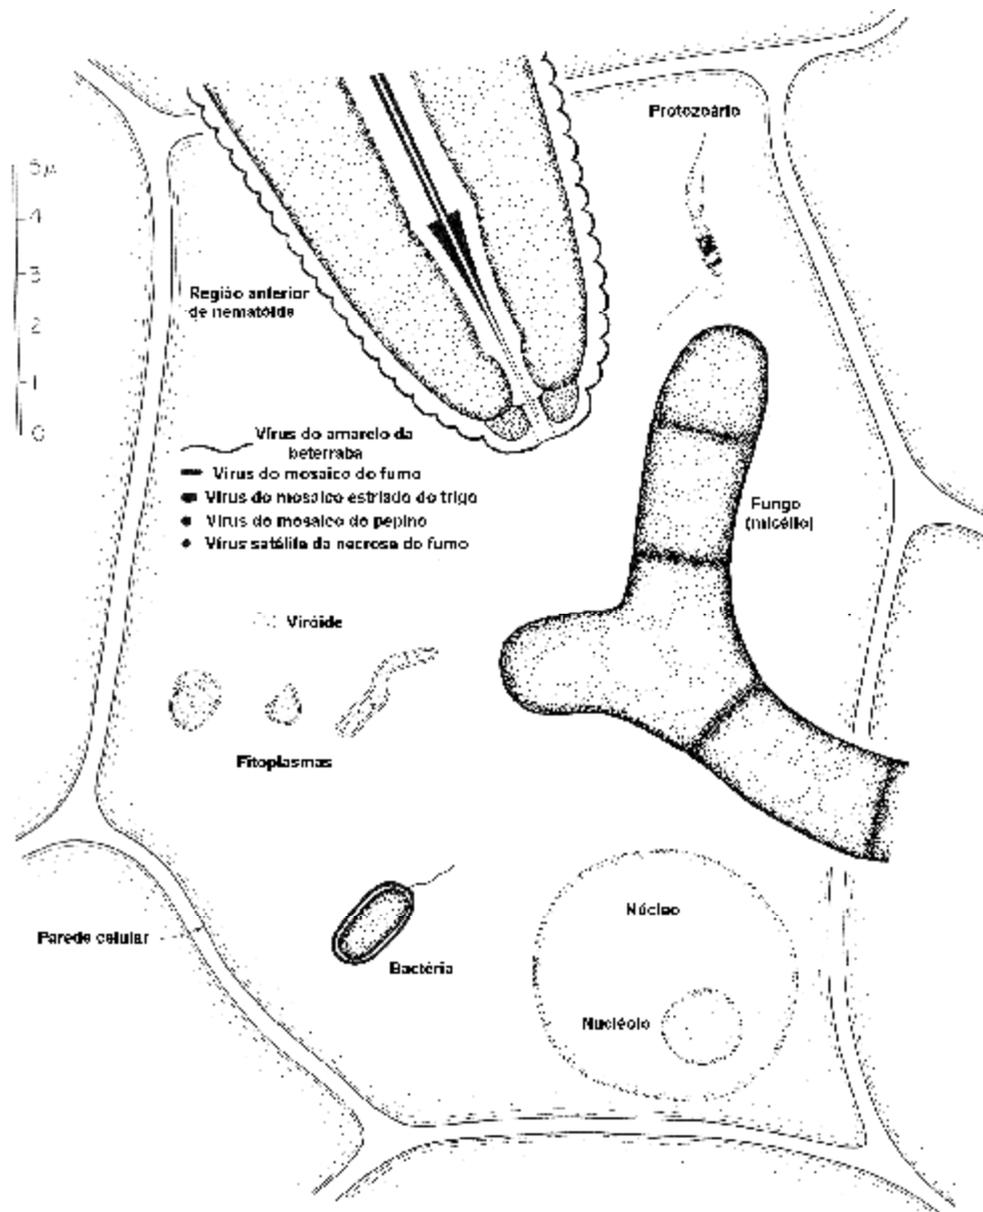 Protozoário
5 μ
4
3
2
1
0
Região anterior
de nematóide
Vírus do amarelo da
beterraba
Vírus do mosaico do fumo
Vírus do mosaico estriado do trigo
Vírus do mosaico do pepino
Vírus satélite da necrose do fumo
Fungo
(micélio)
Viróide
Fitoplasmas
Núcleo
Parede celular
Bactéria
Nucléolo